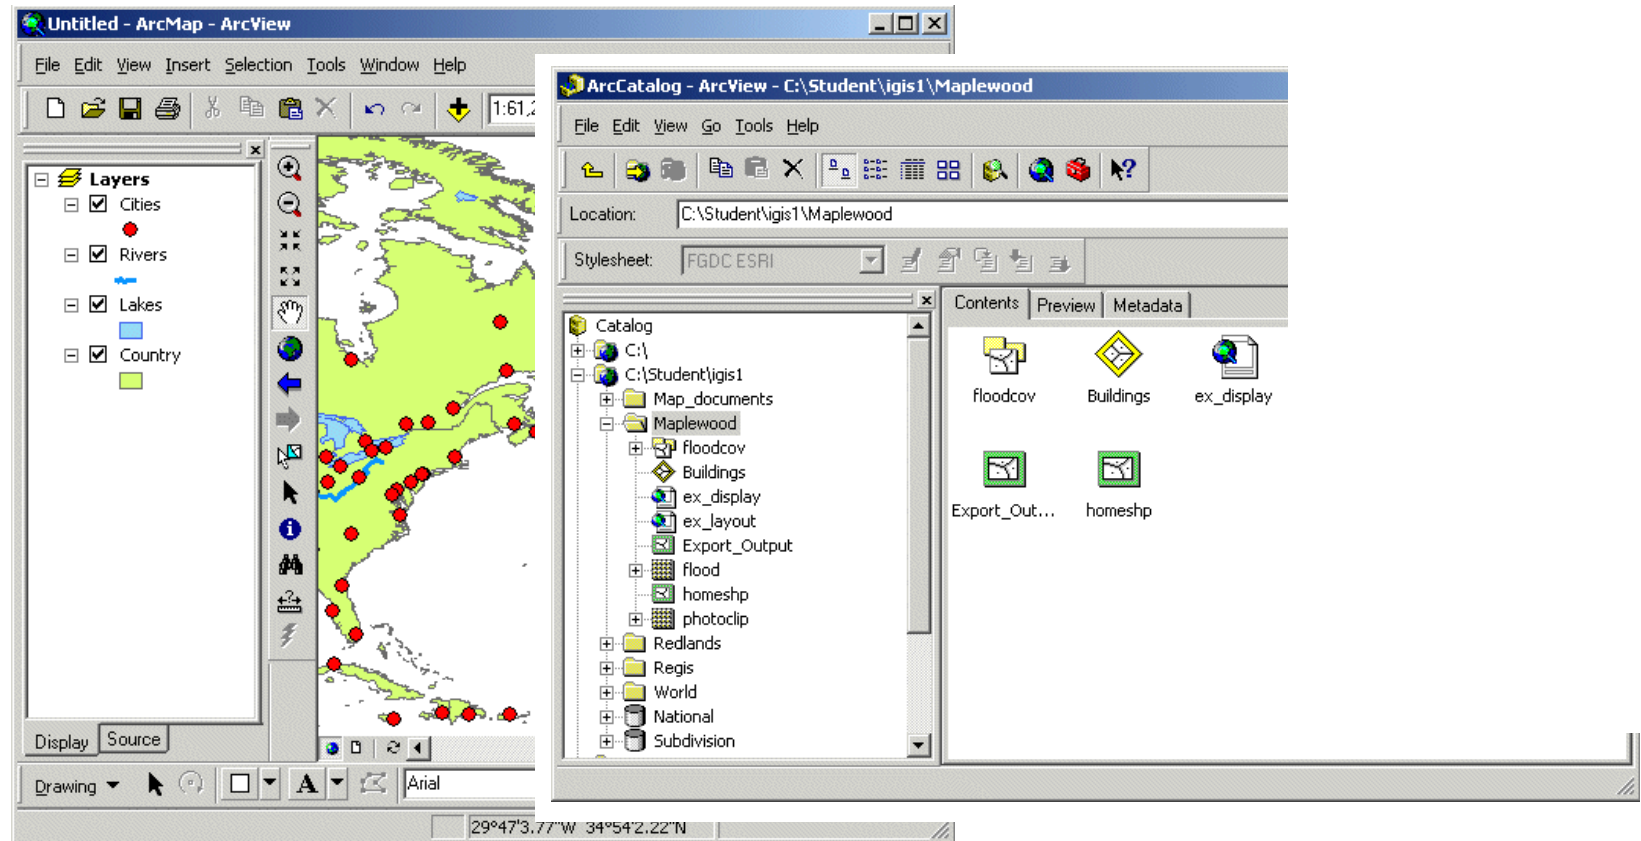 Untitled - ArcMap - ArcView
File Edit View Insert Selection Tools Window Help
1:61,2
Layers
Cities
Rivers
Lakes
Country
Display Source
Drawing A Arial
29°47'3.77"W 34°54'2.22"N
ArcCatalog - ArcView - C:\Student\igis1\Maplewood
File Edit View Go Tools Help
Location: C:\Student\igis1\Maplewood
Stylesheet: FGDC ESRI
Catalog
C:\
C:\Student\igis1
Map_documents
Maplewood
floodcov
Buildings
ex_display
ex_layout
Export_Output
flood
homeshp
photoclip
Redlands
Regis
World
National
Subdivision
Contents Preview Metadata
floodcov Buildings ex_display
Export_Out... homeshp